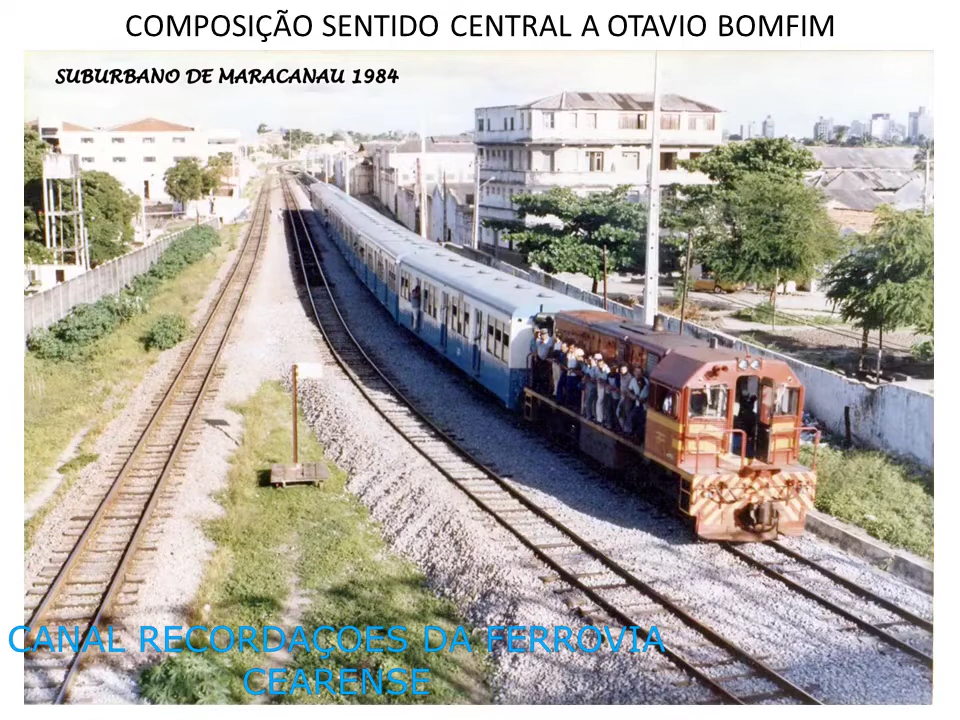 COMPOSIÇÃO SENTIDO CENTRAL A OTAVIO BOMFIM
SUBURBANO DE MARACANAU 1984
CANAL RECORDAÇOES DA FERROVIA
CEARENSE